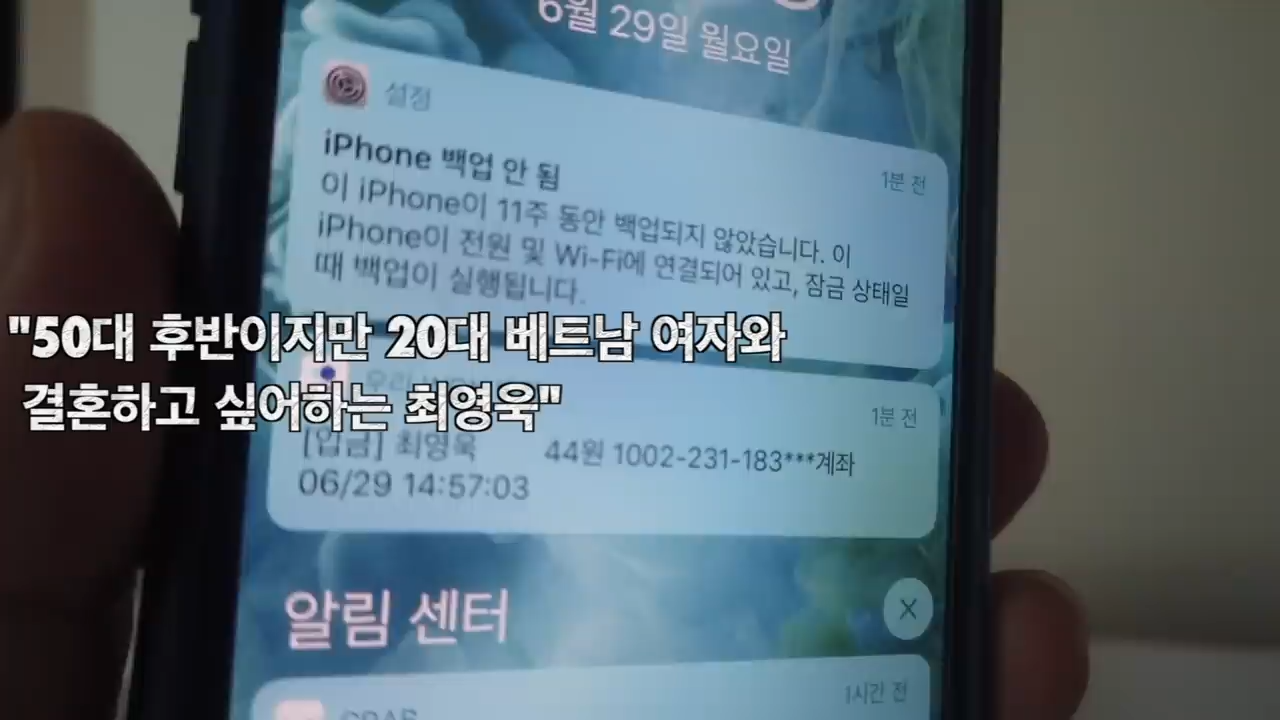 6월 29일 월요일
설정
1분 전
iPhone 백업 안 됨
이 iPhone이 11주 동안 백업되지 않았습니다. 이
iPhone이 전원 및 Wi-Fi에 연결되어 있고, 잠금 상태일
때 백업이 실행됩니다.
"50대 후반이지만 20대 베트남 여자와
결혼하고 싶어하는 최영욱"
우리
1분 전
[입금] 최영욱 44원 1002-231-183***계좌
06/29 14:57:03
알림 센터
1시간 전